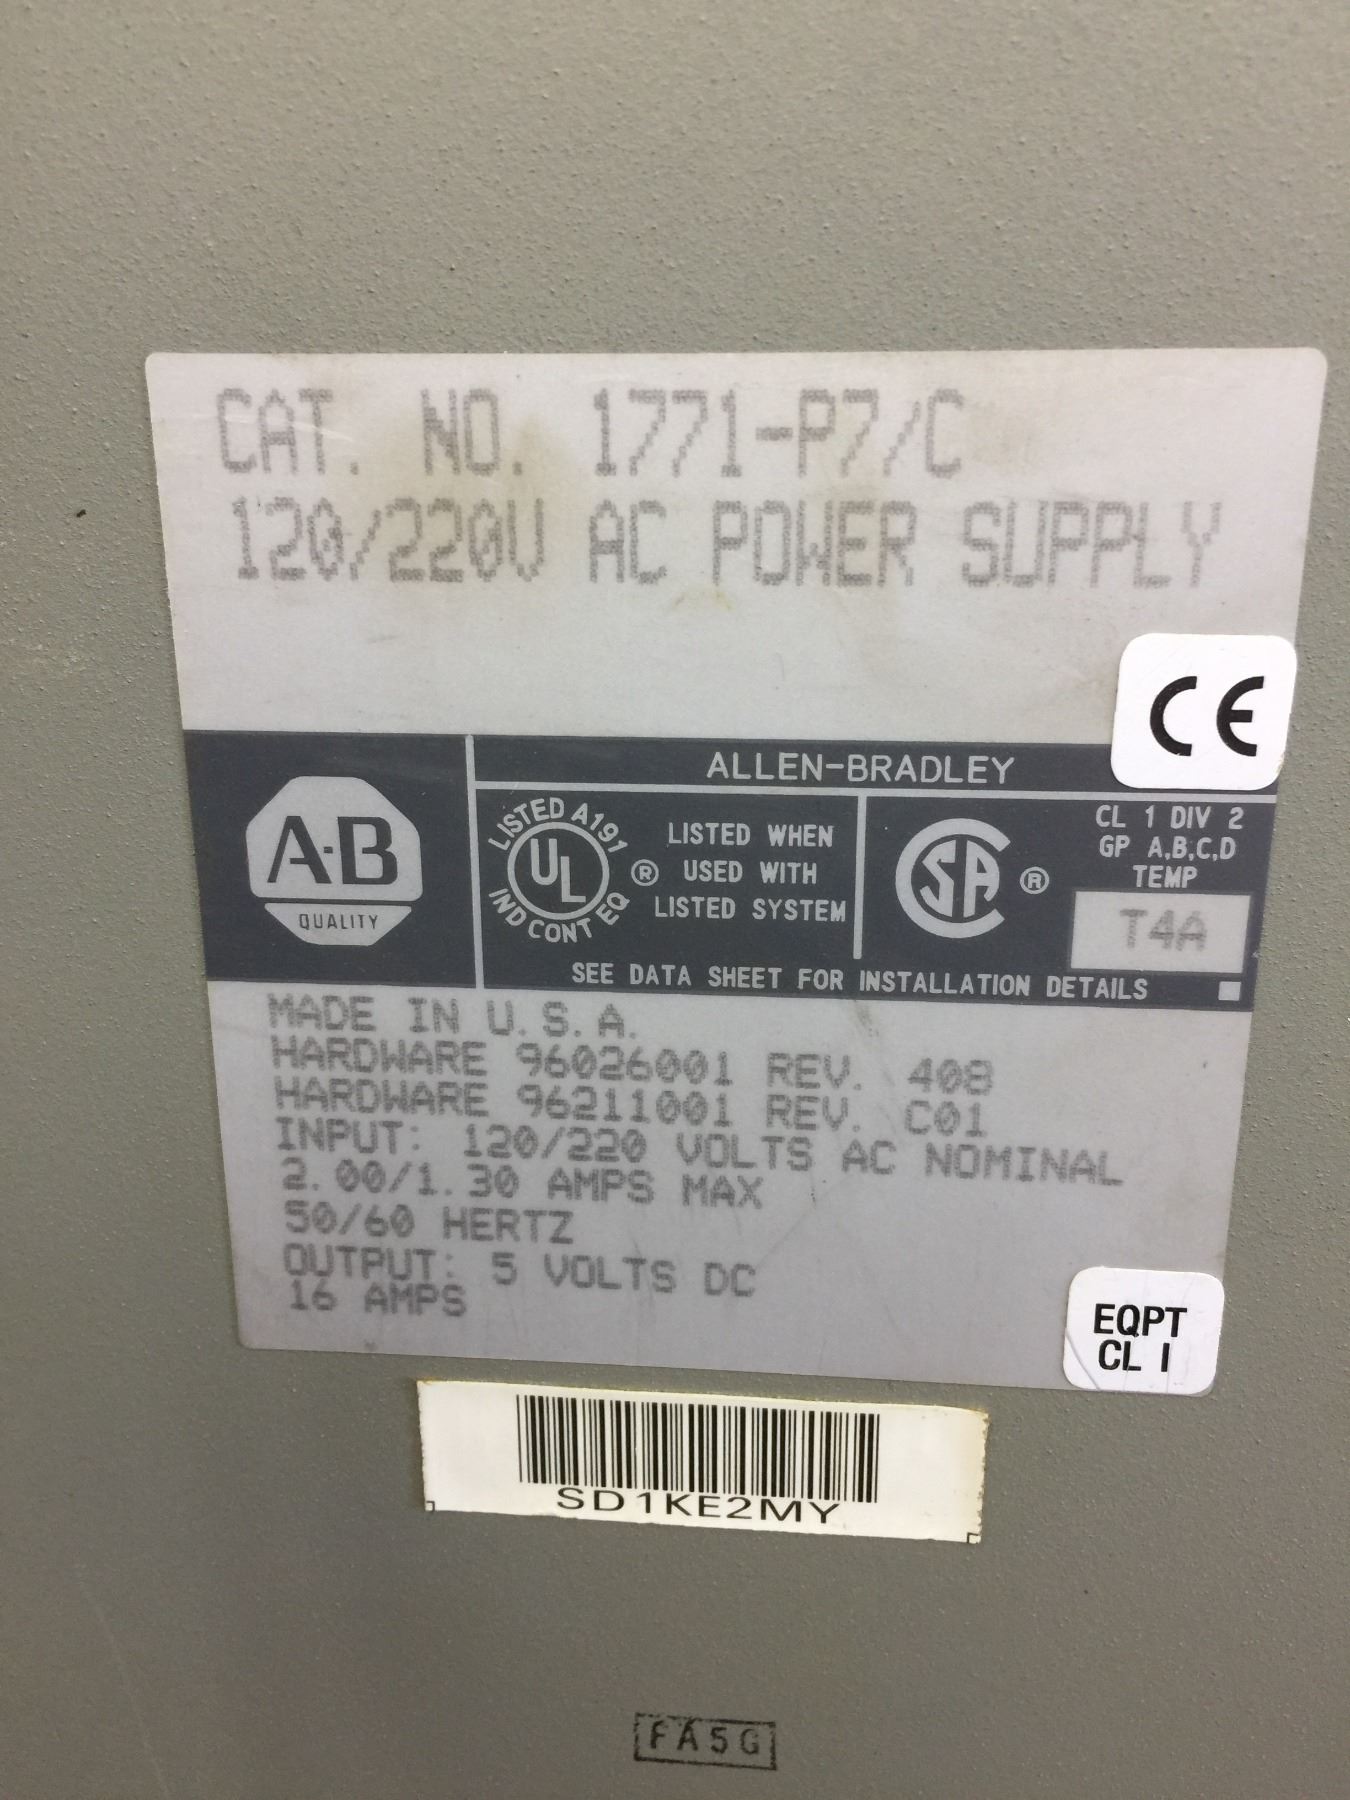 CAT. NO. 1771-P7/C
120/220V AC POWER SUPPLY
CE
ALLEN-BRADLEY
A-B
QUALITY
LISTED A191
UL
IND CONT EQ
®
LISTED WHEN
USED WITH
LISTED SYSTEM
SA ®
CL 1 DIV 2
GP A,B,C,D
TEMP
T4A
SEE DATA SHEET FOR INSTALLATION DETAILS
MADE IN U.S.A.
HARDWARE 96026001 REV. 408
HARDWARE 96211001 REV. C01
INPUT: 120/220 VOLTS AC NOMINAL
2.00/1.30 AMPS MAX
50/60 HERTZ
OUTPUT: 5 VOLTS DC
16 AMPS
EQPT
CL I
SD1KE2MY
FA5G